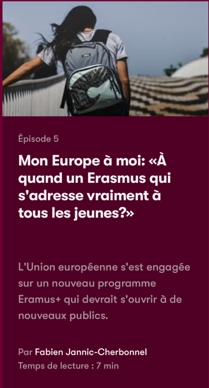 Épisode 5
Mon Europe à moi: «À
quand un Erasmus qui
s'adresse vraiment à
tous les jeunes?»
L'Union européenne s'est engagée
sur un nouveau programme
Eramus+ qui devrait s'ouvrir à de
nouveaux publics.
Par Fabien Jannic-Cherbonnel
Temps de lecture : 7 min